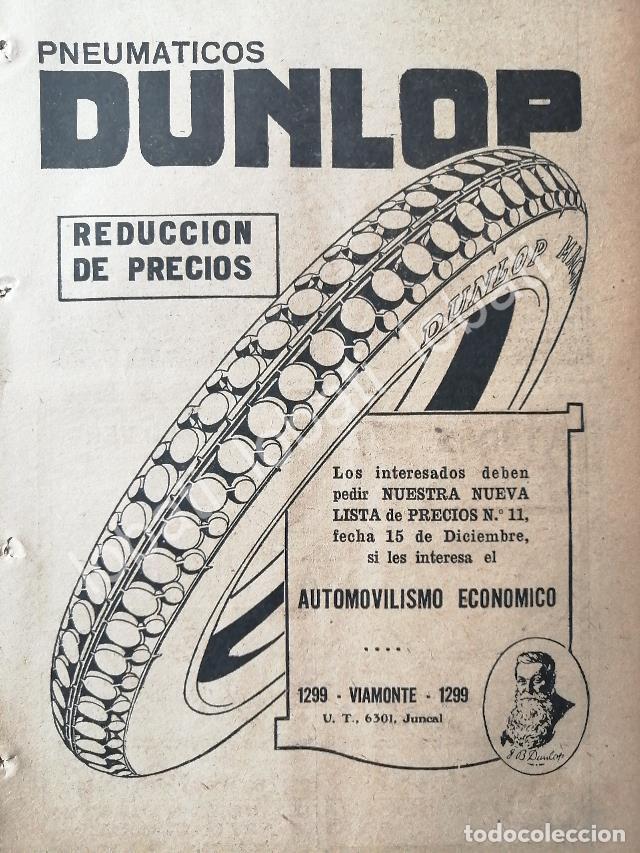 PNEUMATICOS
DUNLOP
REDUCCION
DE PRECIOS
DUNLOP
Los interesados deben
pedir NUESTRA NUEVA
LISTA de PRECIOS N.º 11,
fecha 15 de Diciembre,
si les interesa el
AUTOMOVILISMO ECONOMICO
....
1299 - VIAMONTE - 1299
U. T., 6301, Juncal
J B Dunlop
todocoleccion.net